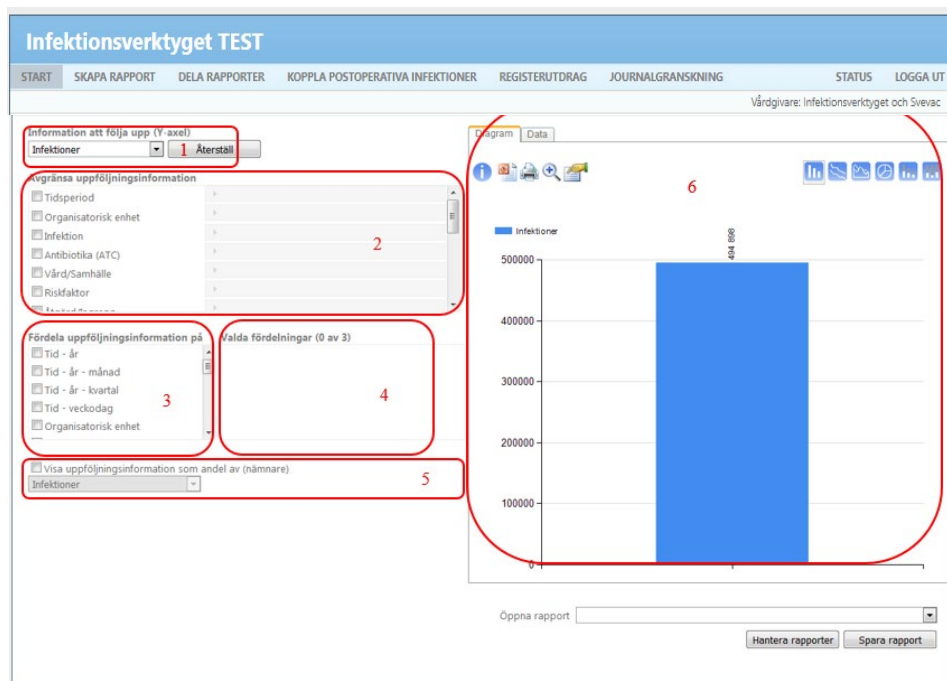 Infektionsverktyget TEST
START SKAPA RAPPORT DELA RAPPORTER KOPPLA POSTOPERATIVA INFEKTIONER REGISTERUTDRAG JOURNALGRANSKNING STATUS LOGGA UT
Vårdgivare: Infektionsverktyget och Svevac
Information att följa upp (Y-axel)
Infektioner 1 Återställ
Avgränsa uppföljningsinformation
Tidsperiod
Organisatorisk enhet
Infektion
2
Antibiotika (ATC)
Vård/Samhälle
Riskfaktor
Fördela uppföljningsinformation på
Tid - år
Tid - år - månad
Tid - år - kvartal
3
Tid - veckodag
Organisatorisk enhet
Valda fördelningar (0 av 3)
4
Visa uppföljningsinformation som andel av (nämnare)
5
Infektioner
Diagram Data
6
Infektioner
494 898
500000
400000
300000
200000
100000
0
Öppna rapport
Hantera rapporter Spara rapport